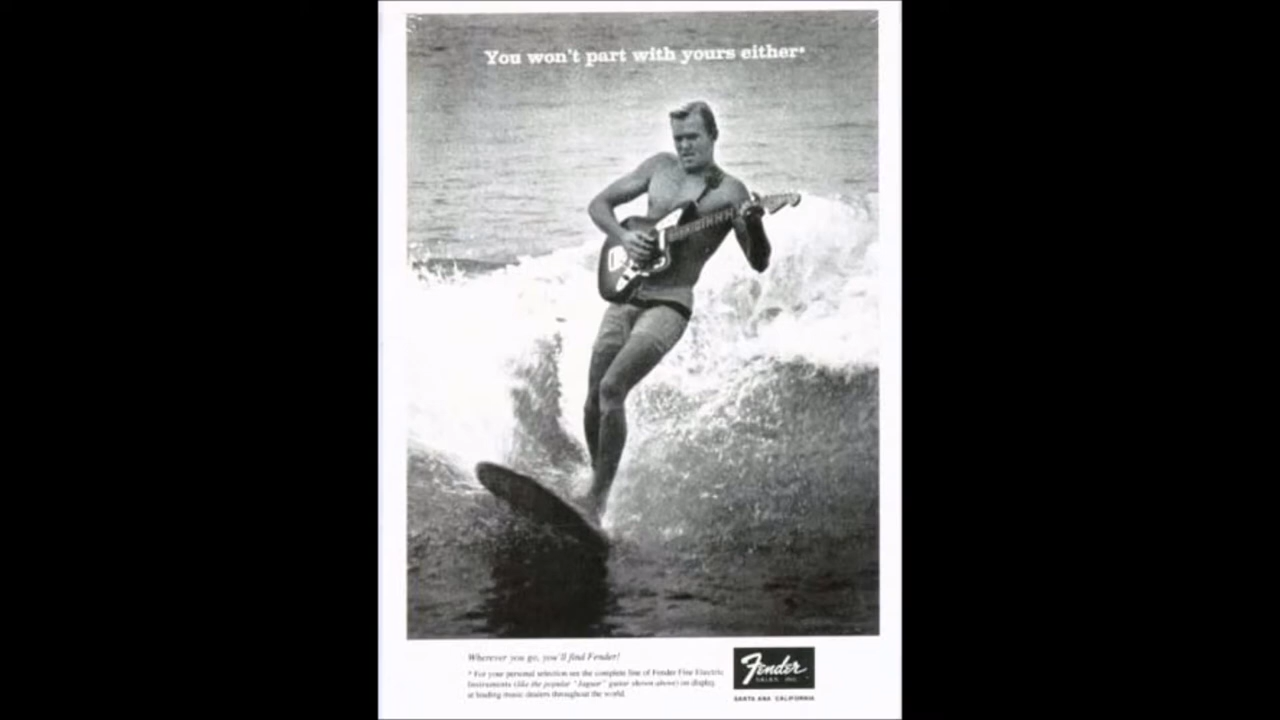 You won't part with yours either*
Wherever you go, you'll find Fender!
* For your personal selection see the complete line of Fender Fine Electric
Instruments (like the popular "Jaguar" guitar shown above) on display
at leading music dealers throughout the world.
Fender
SALES, INC.
SANTA ANA, CALIFORNIA